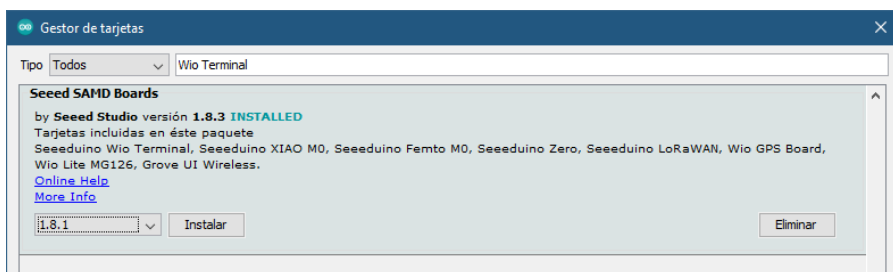 Gestor de tarjetas
Tipo Todos Wio Terminal
Seeed SAMD Boards
by Seeed Studio versión 1.8.3 INSTALLED
Tarjetas incluidas en éste paquete
Seeeduino Wio Terminal, Seeeduino XIAO M0, Seeeduino Femto M0, Seeeduino Zero, Seeeduino LoRaWAN, Wio GPS Board,
Wio Lite MG126, Grove UI Wireless.
Online Help
More Info
1.8.1 Instalar Eliminar